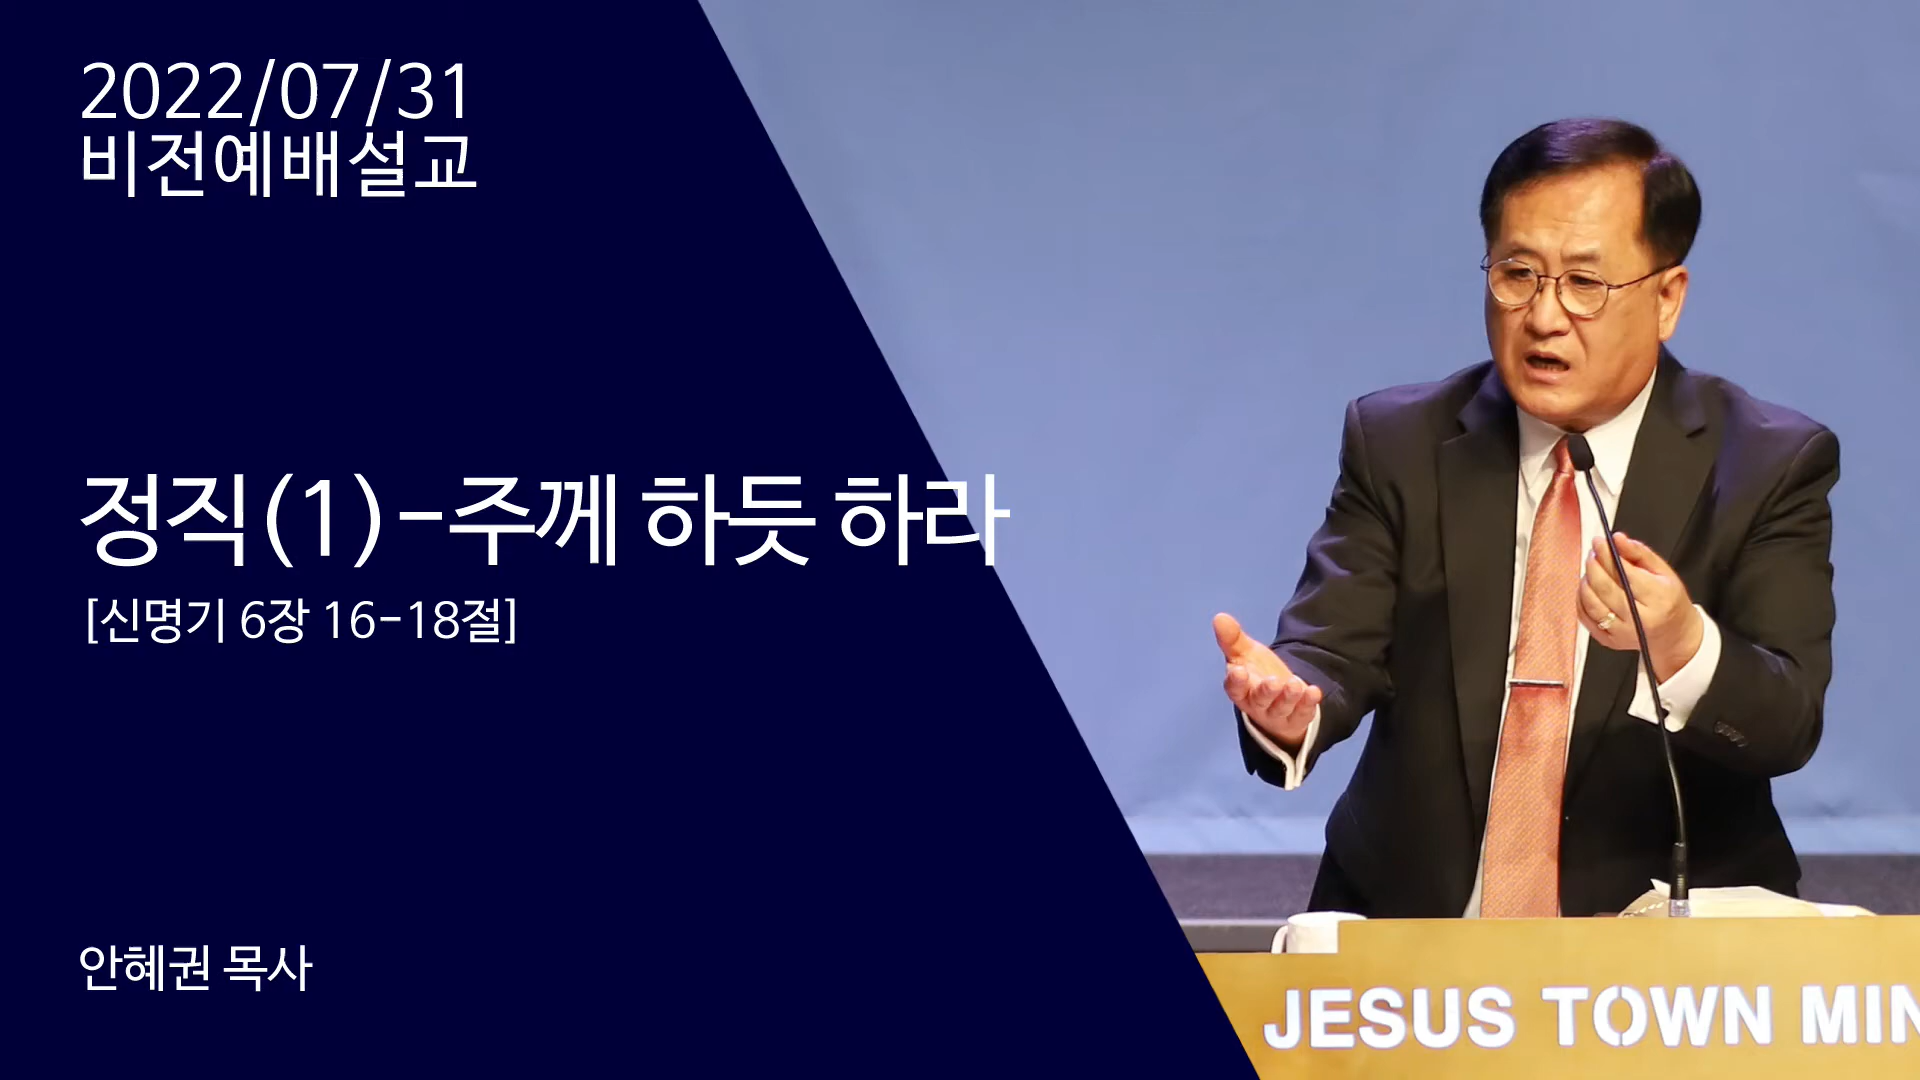 2022/07/31
비전예배설교
정직(1)-주께 하듯 하라
[신명기 6장 16-18절]
안혜권 목사
JESUS TOWN MIN